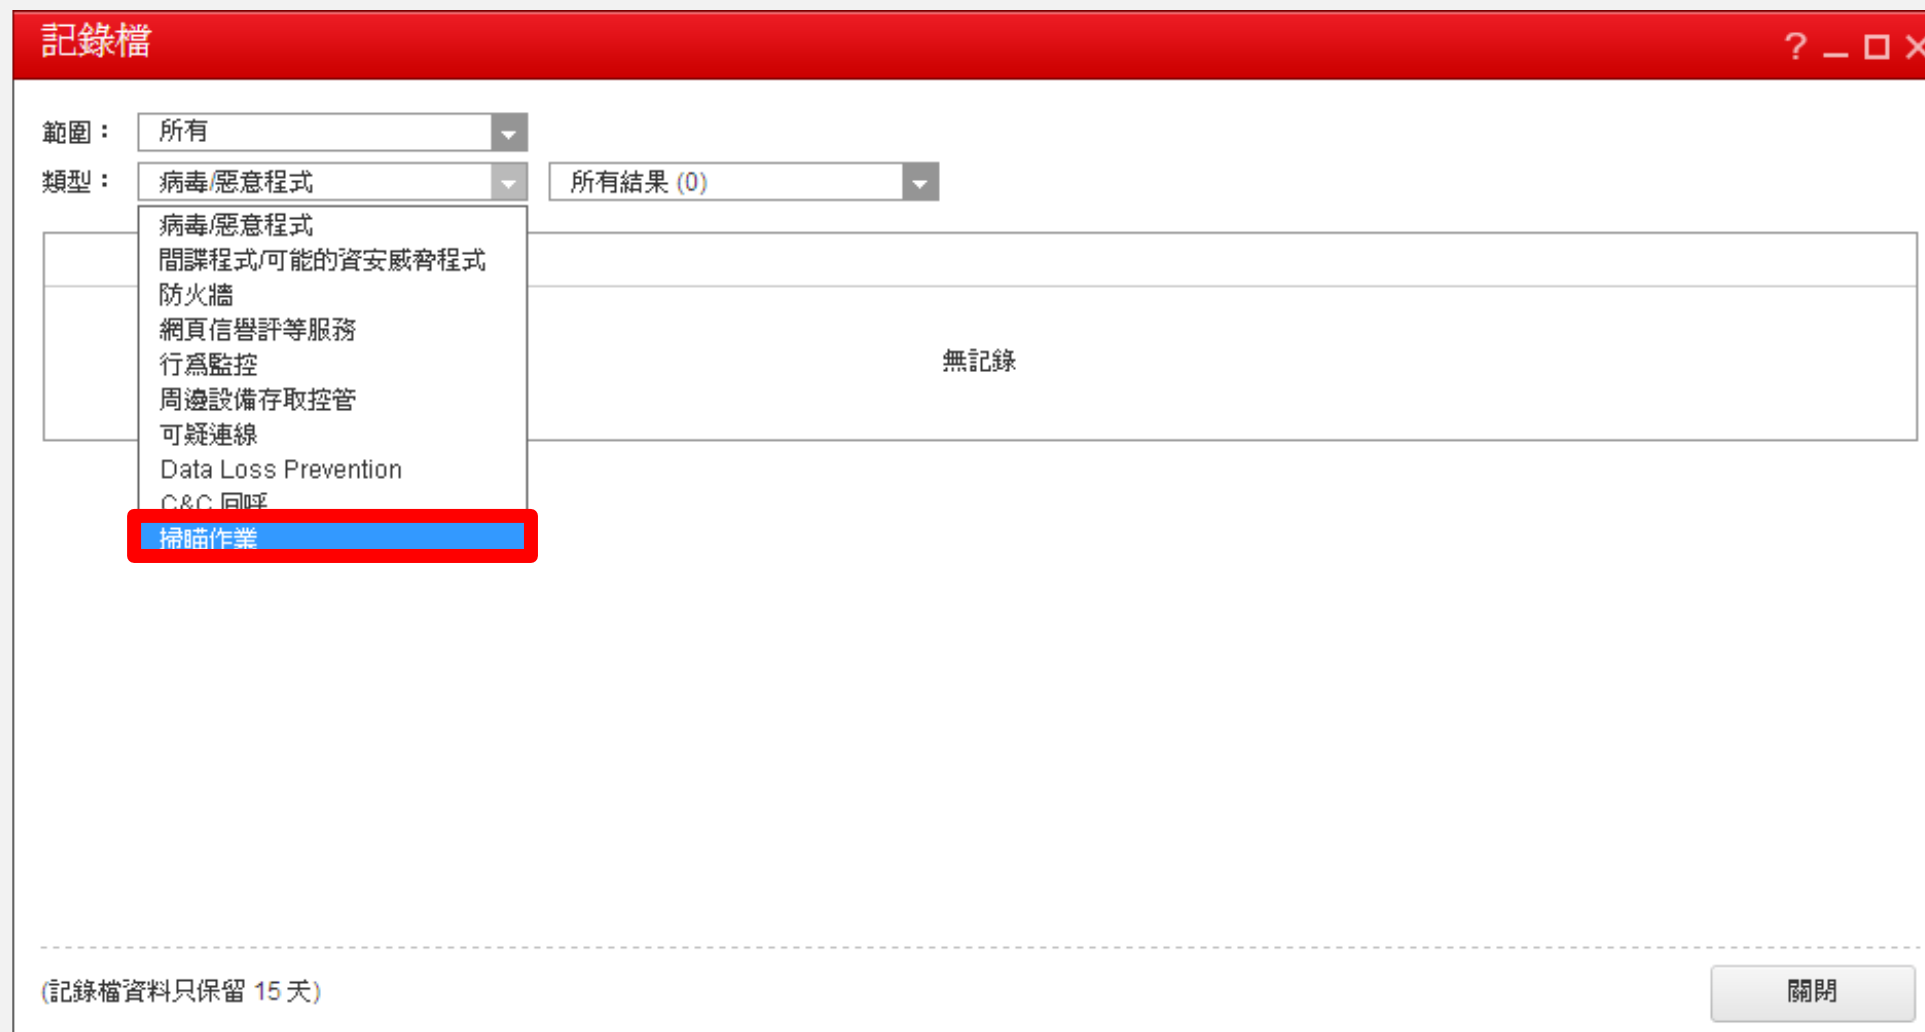 記錄檔
範圍： 所有
類型： 病毒/惡意程式 所有結果 (0)
病毒/惡意程式
間諜程式/可能的資安威脅程式
防火牆
網頁信譽評等服務
行為監控
周邊設備存取控管
可疑連線
Data Loss Prevention
C&C 回呼
掃瞄作業
無記錄
(記錄檔資料只保留 15 天)
關閉